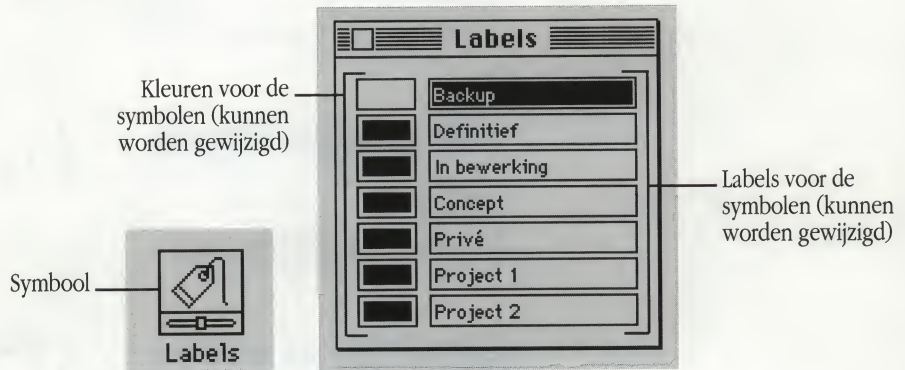 Labels
Kleuren voor de
symbolen (kunnen
worden gewijzigd)
Backup
Definitief
In bewerking
Concept
Privé
Project 1
Project 2
Labels voor de
symbolen (kunnen
worden gewijzigd)
Symbool
Labels